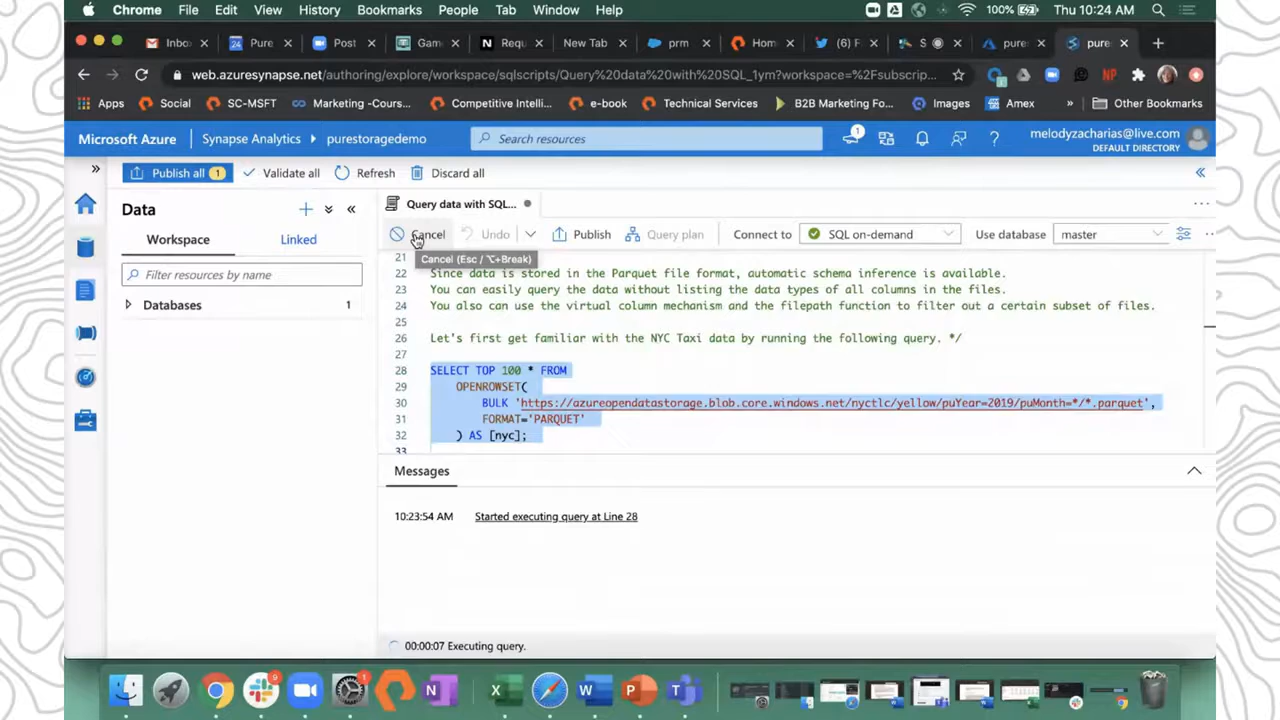 Chrome File Edit View History Bookmarks People Tab Window Help 100% Thu 10:24 AM
Inbo Pure Post Game Requ New Tab prm Hom (6) F S pure pure
web.azuresynapse.net/authoring/explore/workspace/sqlscripts/Query%20data%20with%20SQL_1ym?workspace=%2Fsubscrip...
Apps Social SC-MSFT Marketing -Cours... Competitive Intelli... e-book Technical Services B2B Marketing Fo... Images Amex » Other Bookmarks
Microsoft Azure Synapse Analytics purestoragedemo Search resources 1 melodyzacharias@live.com
DEFAULT DIRECTORY
Publish all 1 Validate all Refresh Discard all
Data
Query data with SQL...
Workspace Linked
Cancel Undo Publish Query plan Connect to SQL on-demand Use database master
Cancel (Esc / ⌥+Break)
Filter resources by name
Databases 1
21
22 Since data is stored in the Parquet file format, automatic schema inference is available.
23 You can easily query the data without listing the data types of all columns in the files.
24 You also can use the virtual column mechanism and the filepath function to filter out a certain subset of files.
25
26 Let's first get familiar with the NYC Taxi data by running the following query. */
27
28 SELECT TOP 100 * FROM
29 OPENROWSET(
30 BULK 'https://azureopendatastorage.blob.core.windows.net/nyctlc/yellow/puYear=2019/puMonth=*/*.parquet',
31 FORMAT='PARQUET'
32 ) AS [nyc];
33
Messages
10:23:54 AM Started executing query at Line 28
00:00:07 Executing query.